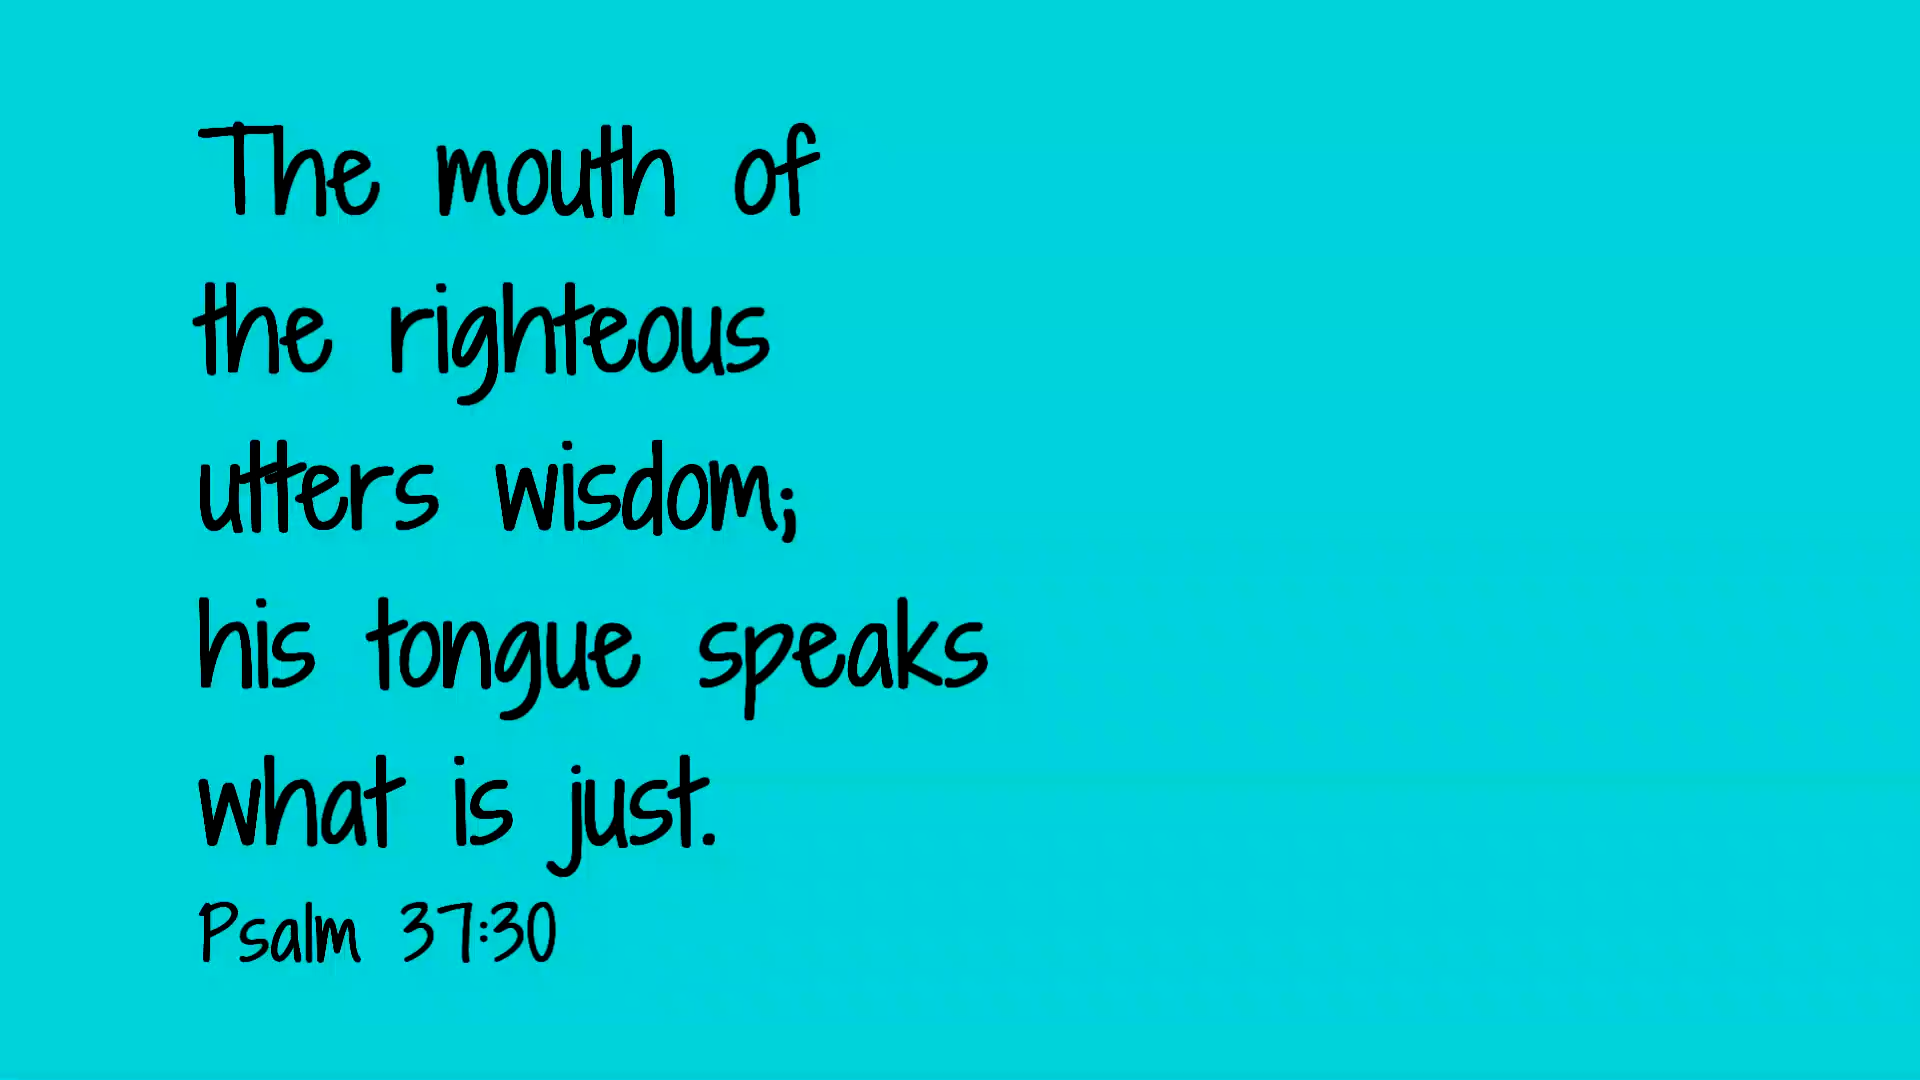 The mouth of
the righteous
utters wisdom;
his tongue speaks
what is just.
Psalm 37:30